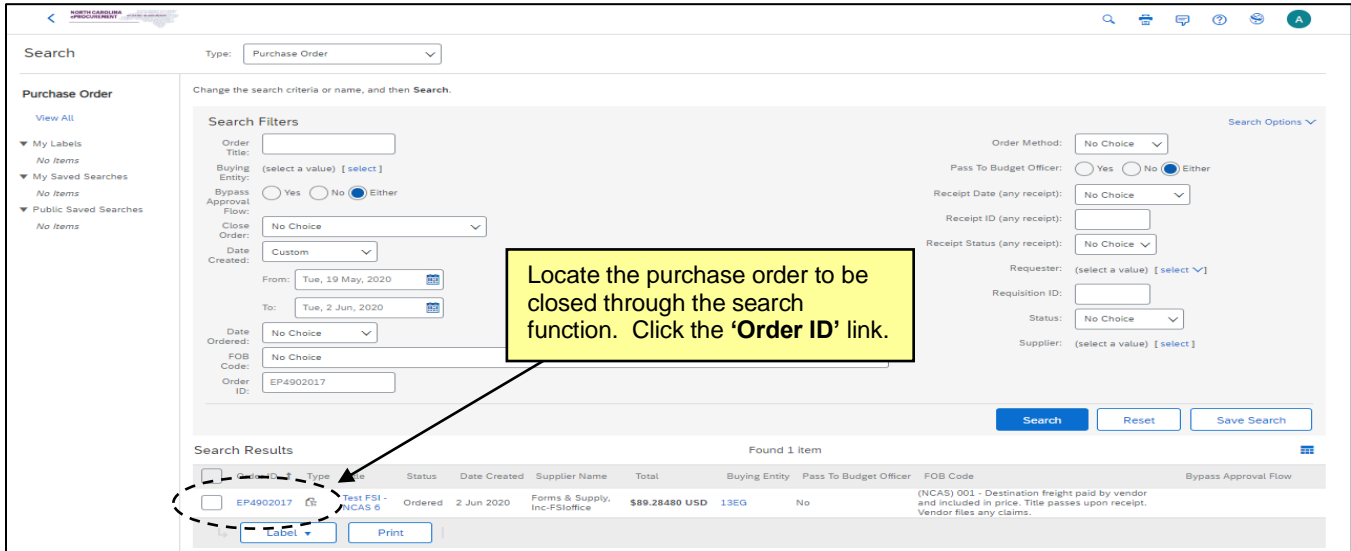 NORTH CAROLINA
ePROCUREMENT
A
Search
Type: Purchase Order
Purchase Order
View All
My Labels
No Items
My Saved Searches
No Items
Public Saved Searches
No Items
Change the search criteria or name, and then Search.
Search Filters
Search Options
Order Title:
Buying Entity: (select a value) [ select ]
Bypass Approval Flow: Yes No Either
Close Order: No Choice
Date Created: Custom
From: Tue, 19 May, 2020
To: Tue, 2 Jun, 2020
Date Ordered: No Choice
FOB Code: No Choice
Order ID: EP4902017
Order Method: No Choice
Pass To Budget Officer: Yes No Either
Receipt Date (any receipt): No Choice
Receipt ID (any receipt):
Receipt Status (any receipt): No Choice
Requester: (select a value) [ select ]
Requisition ID:
Status: No Choice
Supplier: (select a value) [ select ]
Locate the purchase order to be
closed through the search
function. Click the ‘Order ID’ link.
Search Reset Save Search
Search Results
Found 1 item
Order ID ↑ Type Title Status Date Created Supplier Name Total Buying Entity Pass To Budget Officer FOB Code Bypass Approval Flow
EP4902017 Test FSI - NCAS 6 Ordered 2 Jun 2020 Forms & Supply, Inc-FSIoffice $89.28480 USD 13EG No (NCAS) 001 - Destination freight paid by vendor and included in price. Title passes upon receipt. Vendor files any claims.
Label Print